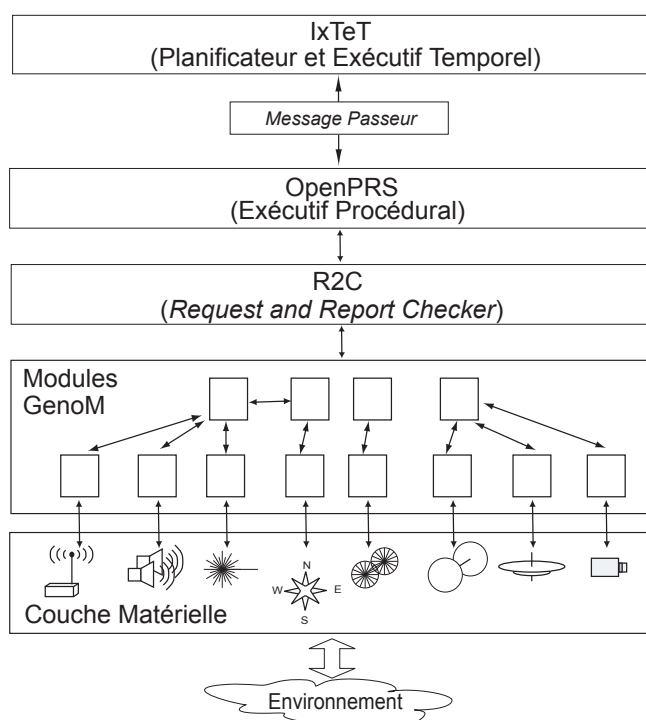 IxTeT
(Planificateur et Exécutif Temporel)
Message Passeur
OpenPRS
(Exécutif Procédural)
R2C
(Request and Report Checker)
Modules
GenoM
N
W
E
S
Couche Matérielle
Environnement